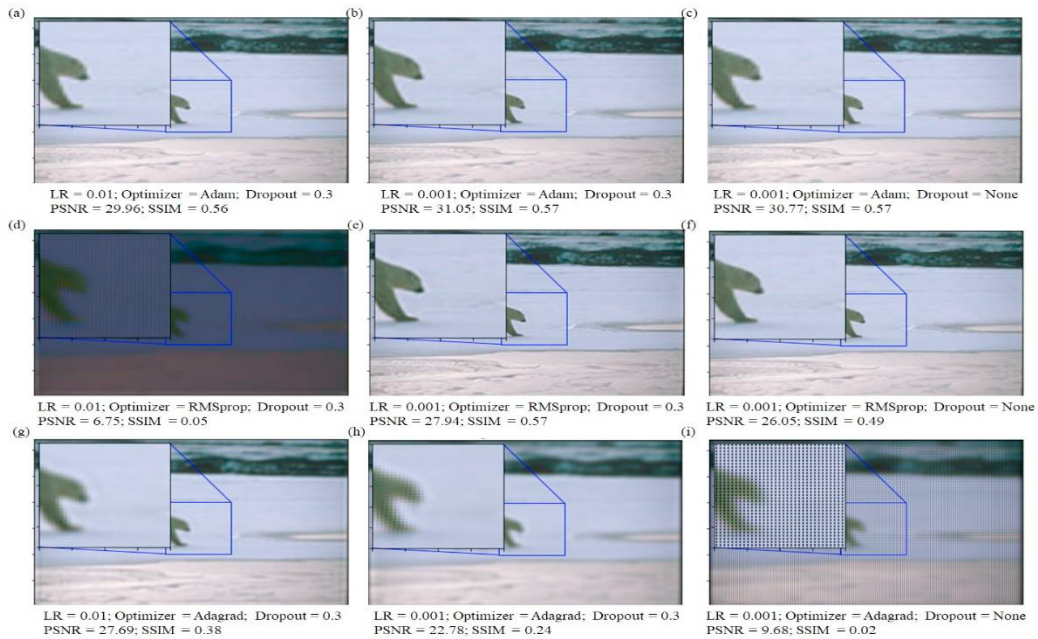 (a) (b) (c)
LR = 0.01; Optimizer = Adam; Dropout = 0.3
PSNR = 29.96; SSIM = 0.56
LR = 0.001; Optimizer = Adam; Dropout = 0.3
PSNR = 31.05; SSIM = 0.57
LR = 0.001; Optimizer = Adam; Dropout = None
PSNR = 30.77; SSIM = 0.57
(d) (e) (f)
LR = 0.01; Optimizer = RMSprop; Dropout = 0.3
PSNR = 6.75; SSIM = 0.05
LR = 0.001; Optimizer = RMSprop; Dropout = 0.3
PSNR = 27.94; SSIM = 0.57
LR = 0.001; Optimizer = RMSprop; Dropout = None
PSNR = 26.05; SSIM = 0.49
(g) (h) (i)
LR = 0.01; Optimizer = Adagrad; Dropout = 0.3
PSNR = 27.69; SSIM = 0.38
LR = 0.001; Optimizer = Adagrad; Dropout = 0.3
PSNR = 22.78; SSIM = 0.24
LR = 0.001; Optimizer = Adagrad; Dropout = None
PSNR = 9.68; SSIM = 0.02